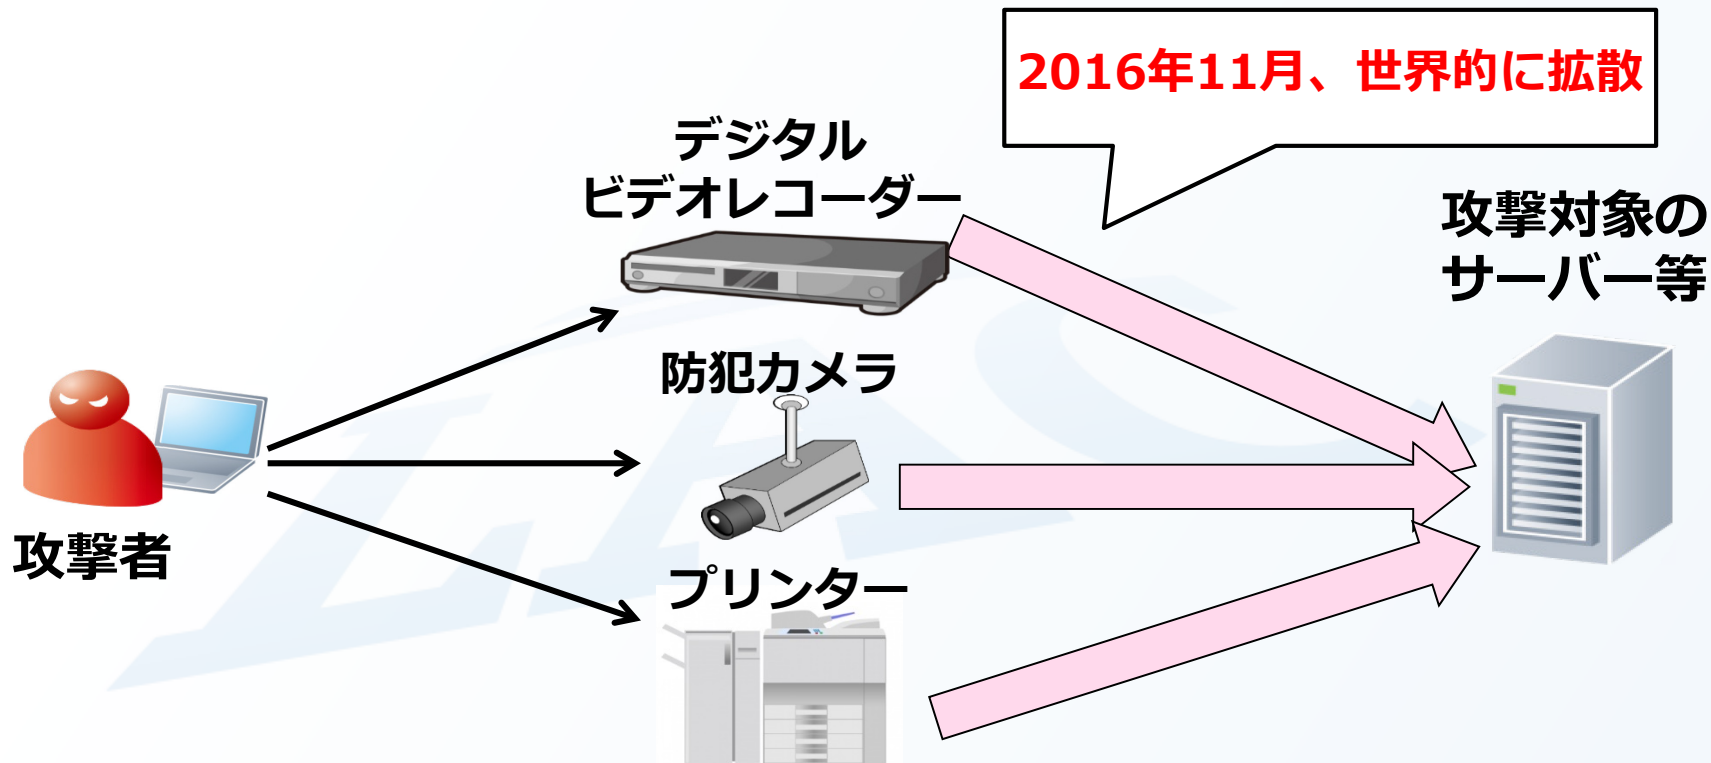 2016年11月、世界的に拡散
デジタル
ビデオレコーダー
攻撃対象の
サーバー等
防犯カメラ
攻撃者
プリンター
LAC